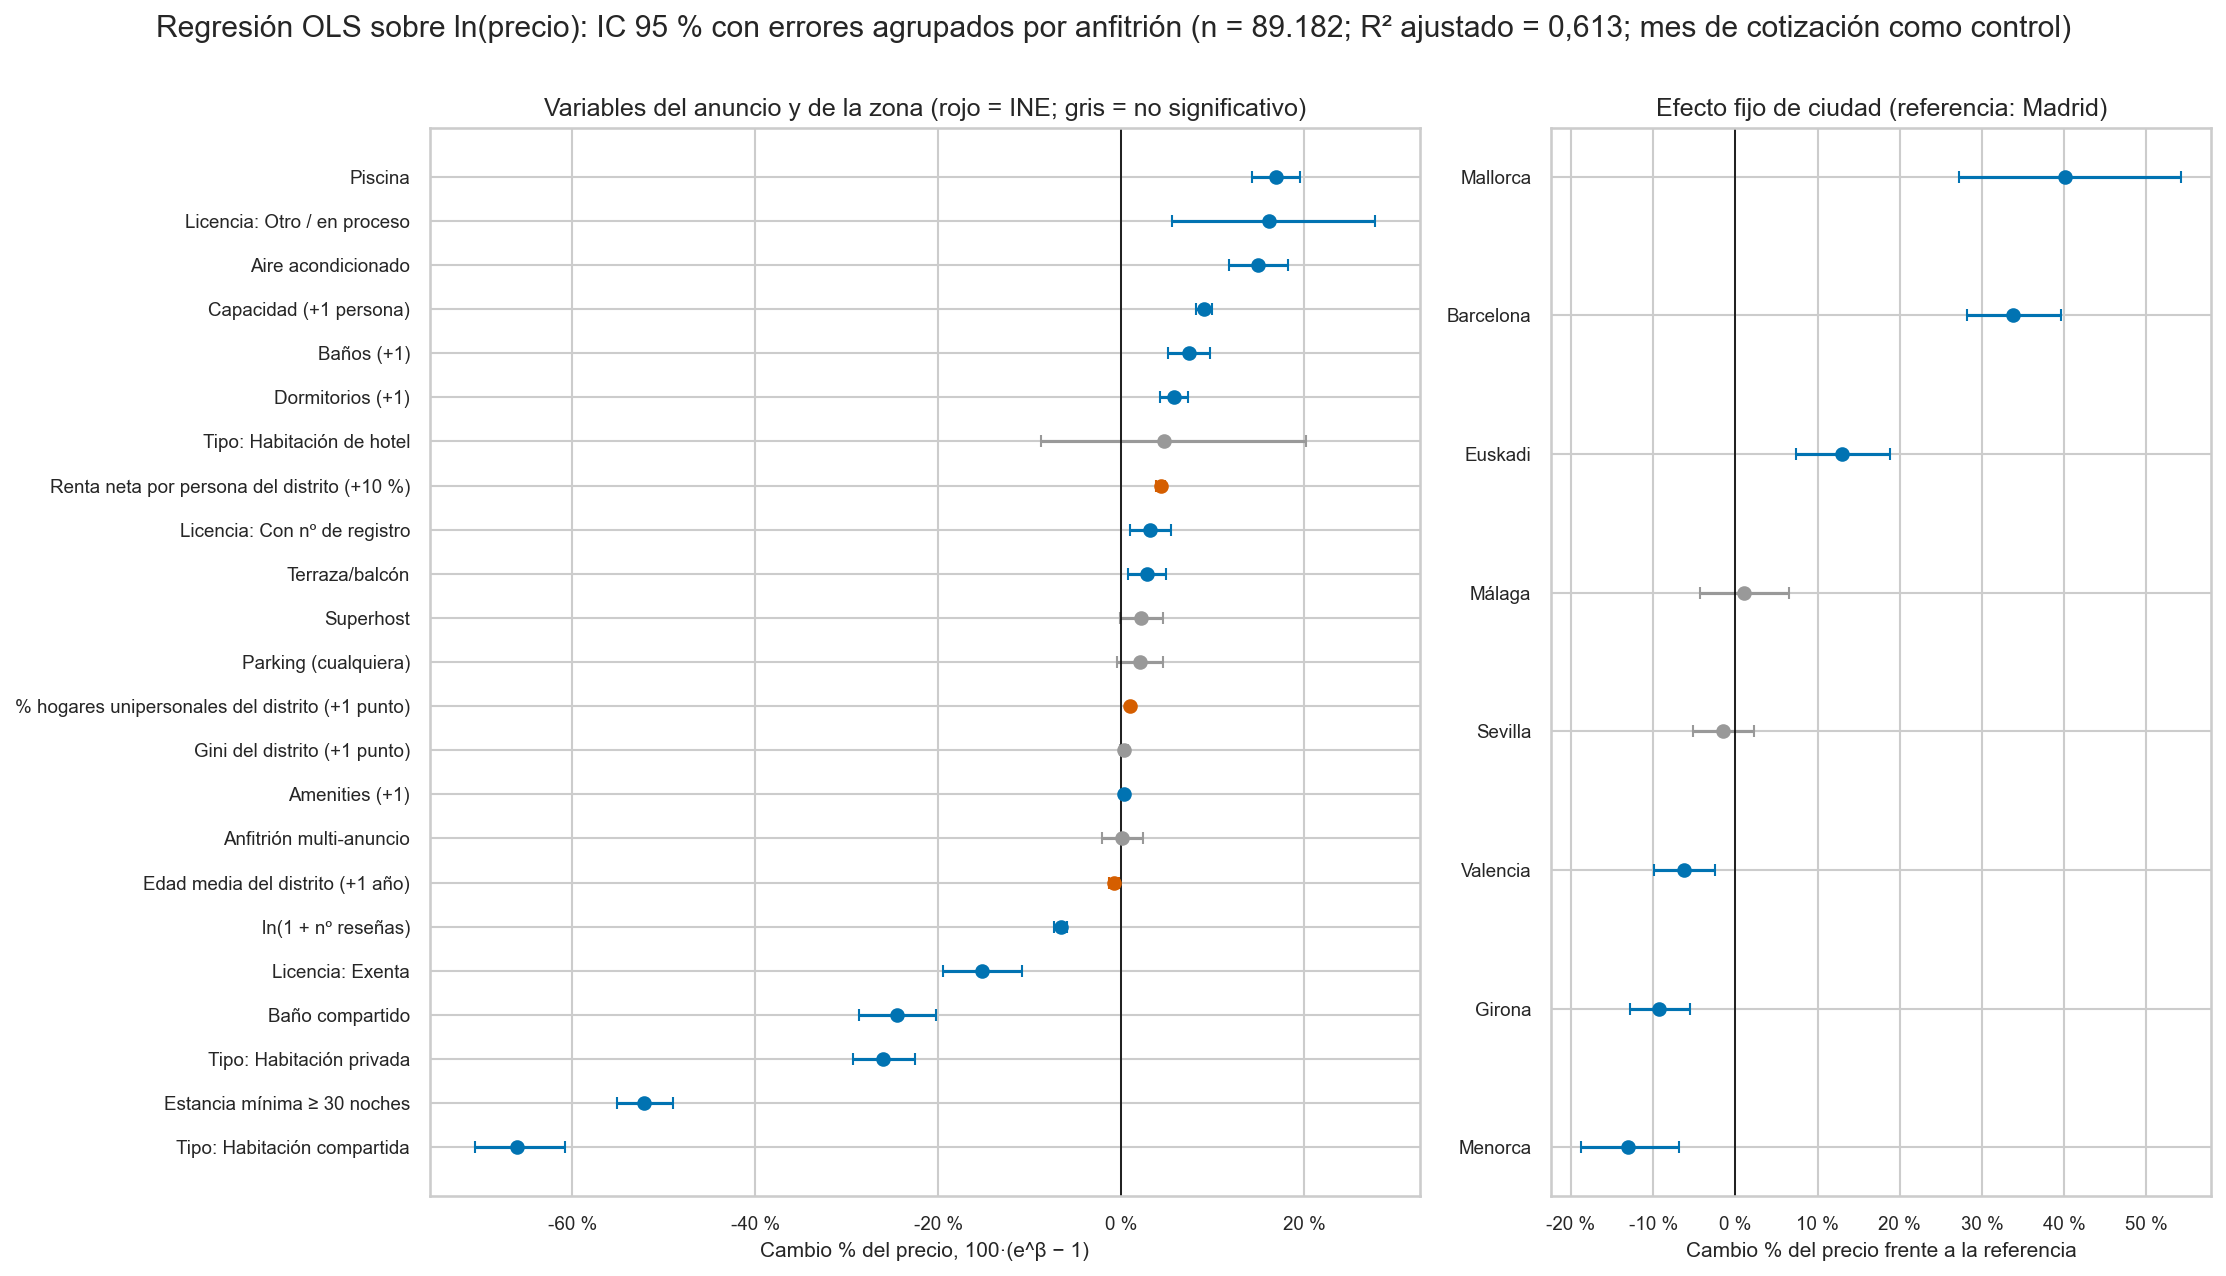 Regresión OLS sobre ln(precio): IC 95 % con errores agrupados por anfitrión (n = 89.182; R² ajustado = 0,613; mes de cotización como control)
Variables del anuncio y de la zona (rojo = INE; gris = no significativo)
Piscina
Licencia: Otro / en proceso
Aire acondicionado
Capacidad (+1 persona)
Baños (+1)
Dormitorios (+1)
Tipo: Habitación de hotel
Renta neta por persona del distrito (+10 %)
Licencia: Con nº de registro
Terraza/balcón
Superhost
Parking (cualquiera)
% hogares unipersonales del distrito (+1 punto)
Gini del distrito (+1 punto)
Amenities (+1)
Anfitrión multi-anuncio
Edad media del distrito (+1 año)
ln(1 + nº reseñas)
Licencia: Exenta
Baño compartido
Tipo: Habitación privada
Estancia mínima ≥ 30 noches
Tipo: Habitación compartida
-60 % -40 % -20 % 0 % 20 %
Cambio % del precio, 100·(e^β − 1)
Efecto fijo de ciudad (referencia: Madrid)
Mallorca
Barcelona
Euskadi
Málaga
Sevilla
Valencia
Girona
Menorca
-20 % -10 % 0 % 10 % 20 % 30 % 40 % 50 %
Cambio % del precio frente a la referencia